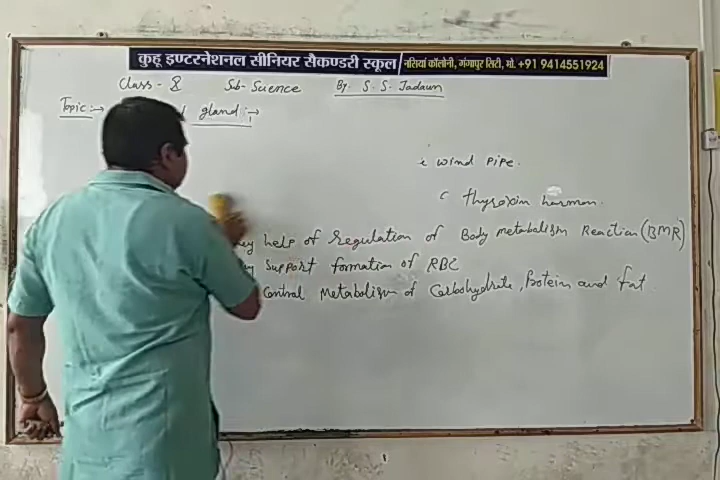 कुहू इण्टरनेशनल सीनियर सैकण्डरी स्कूल नसियां कॉलोनी, गंगापुर सिटी, मो. +91 9414551924
Class - 8 Sub- Science By:- S. S. Jadaun
Topic:→ gland :→
wind pipe.
c thyroxin harmon.
help of regulation of Body metabolism Reaction (BMR)
Support formation of RBC
Control Metabolism of Carbohydrate, Protein and fat.